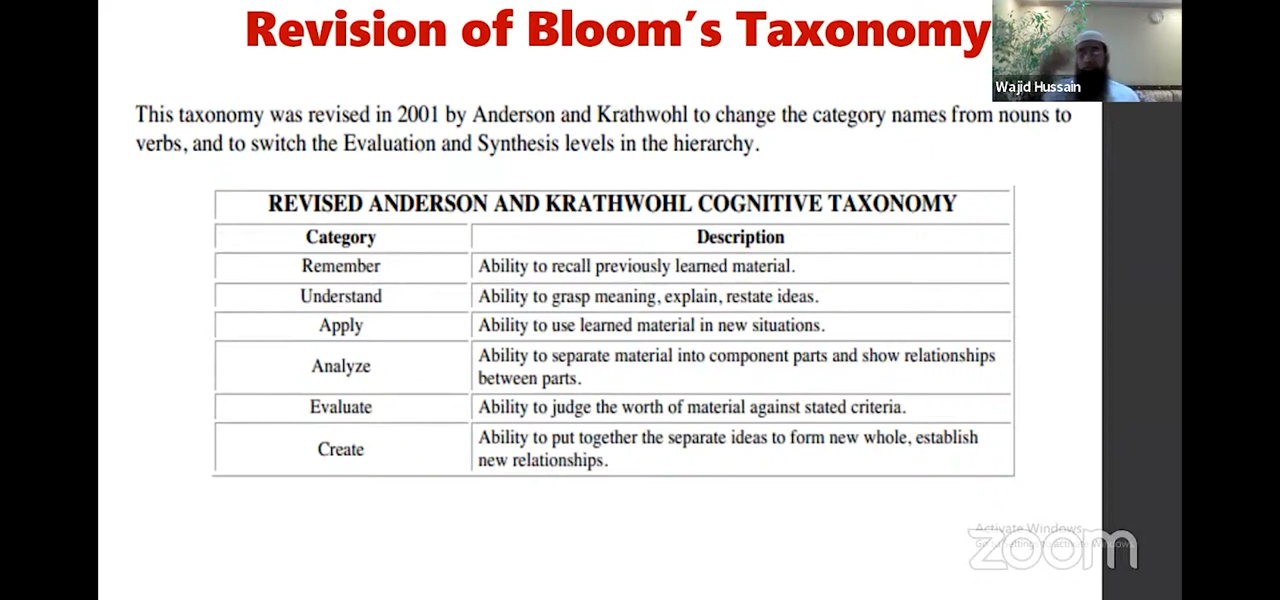 Revision of Bloom's Taxonomy
Wajid Hussain
This taxonomy was revised in 2001 by Anderson and Krathwohl to change the category names from nouns to
verbs, and to switch the Evaluation and Synthesis levels in the hierarchy.
REVISED ANDERSON AND KRATHWOHL COGNITIVE TAXONOMY
Category Description
Remember Ability to recall previously learned material.
Understand Ability to grasp meaning, explain, restate ideas.
Apply Ability to use learned material in new situations.
Analyze Ability to separate material into component parts and show relationships
between parts.
Evaluate Ability to judge the worth of material against stated criteria.
Create Ability to put together the separate ideas to form new whole, establish
new relationships.
Activate Windows
zoom